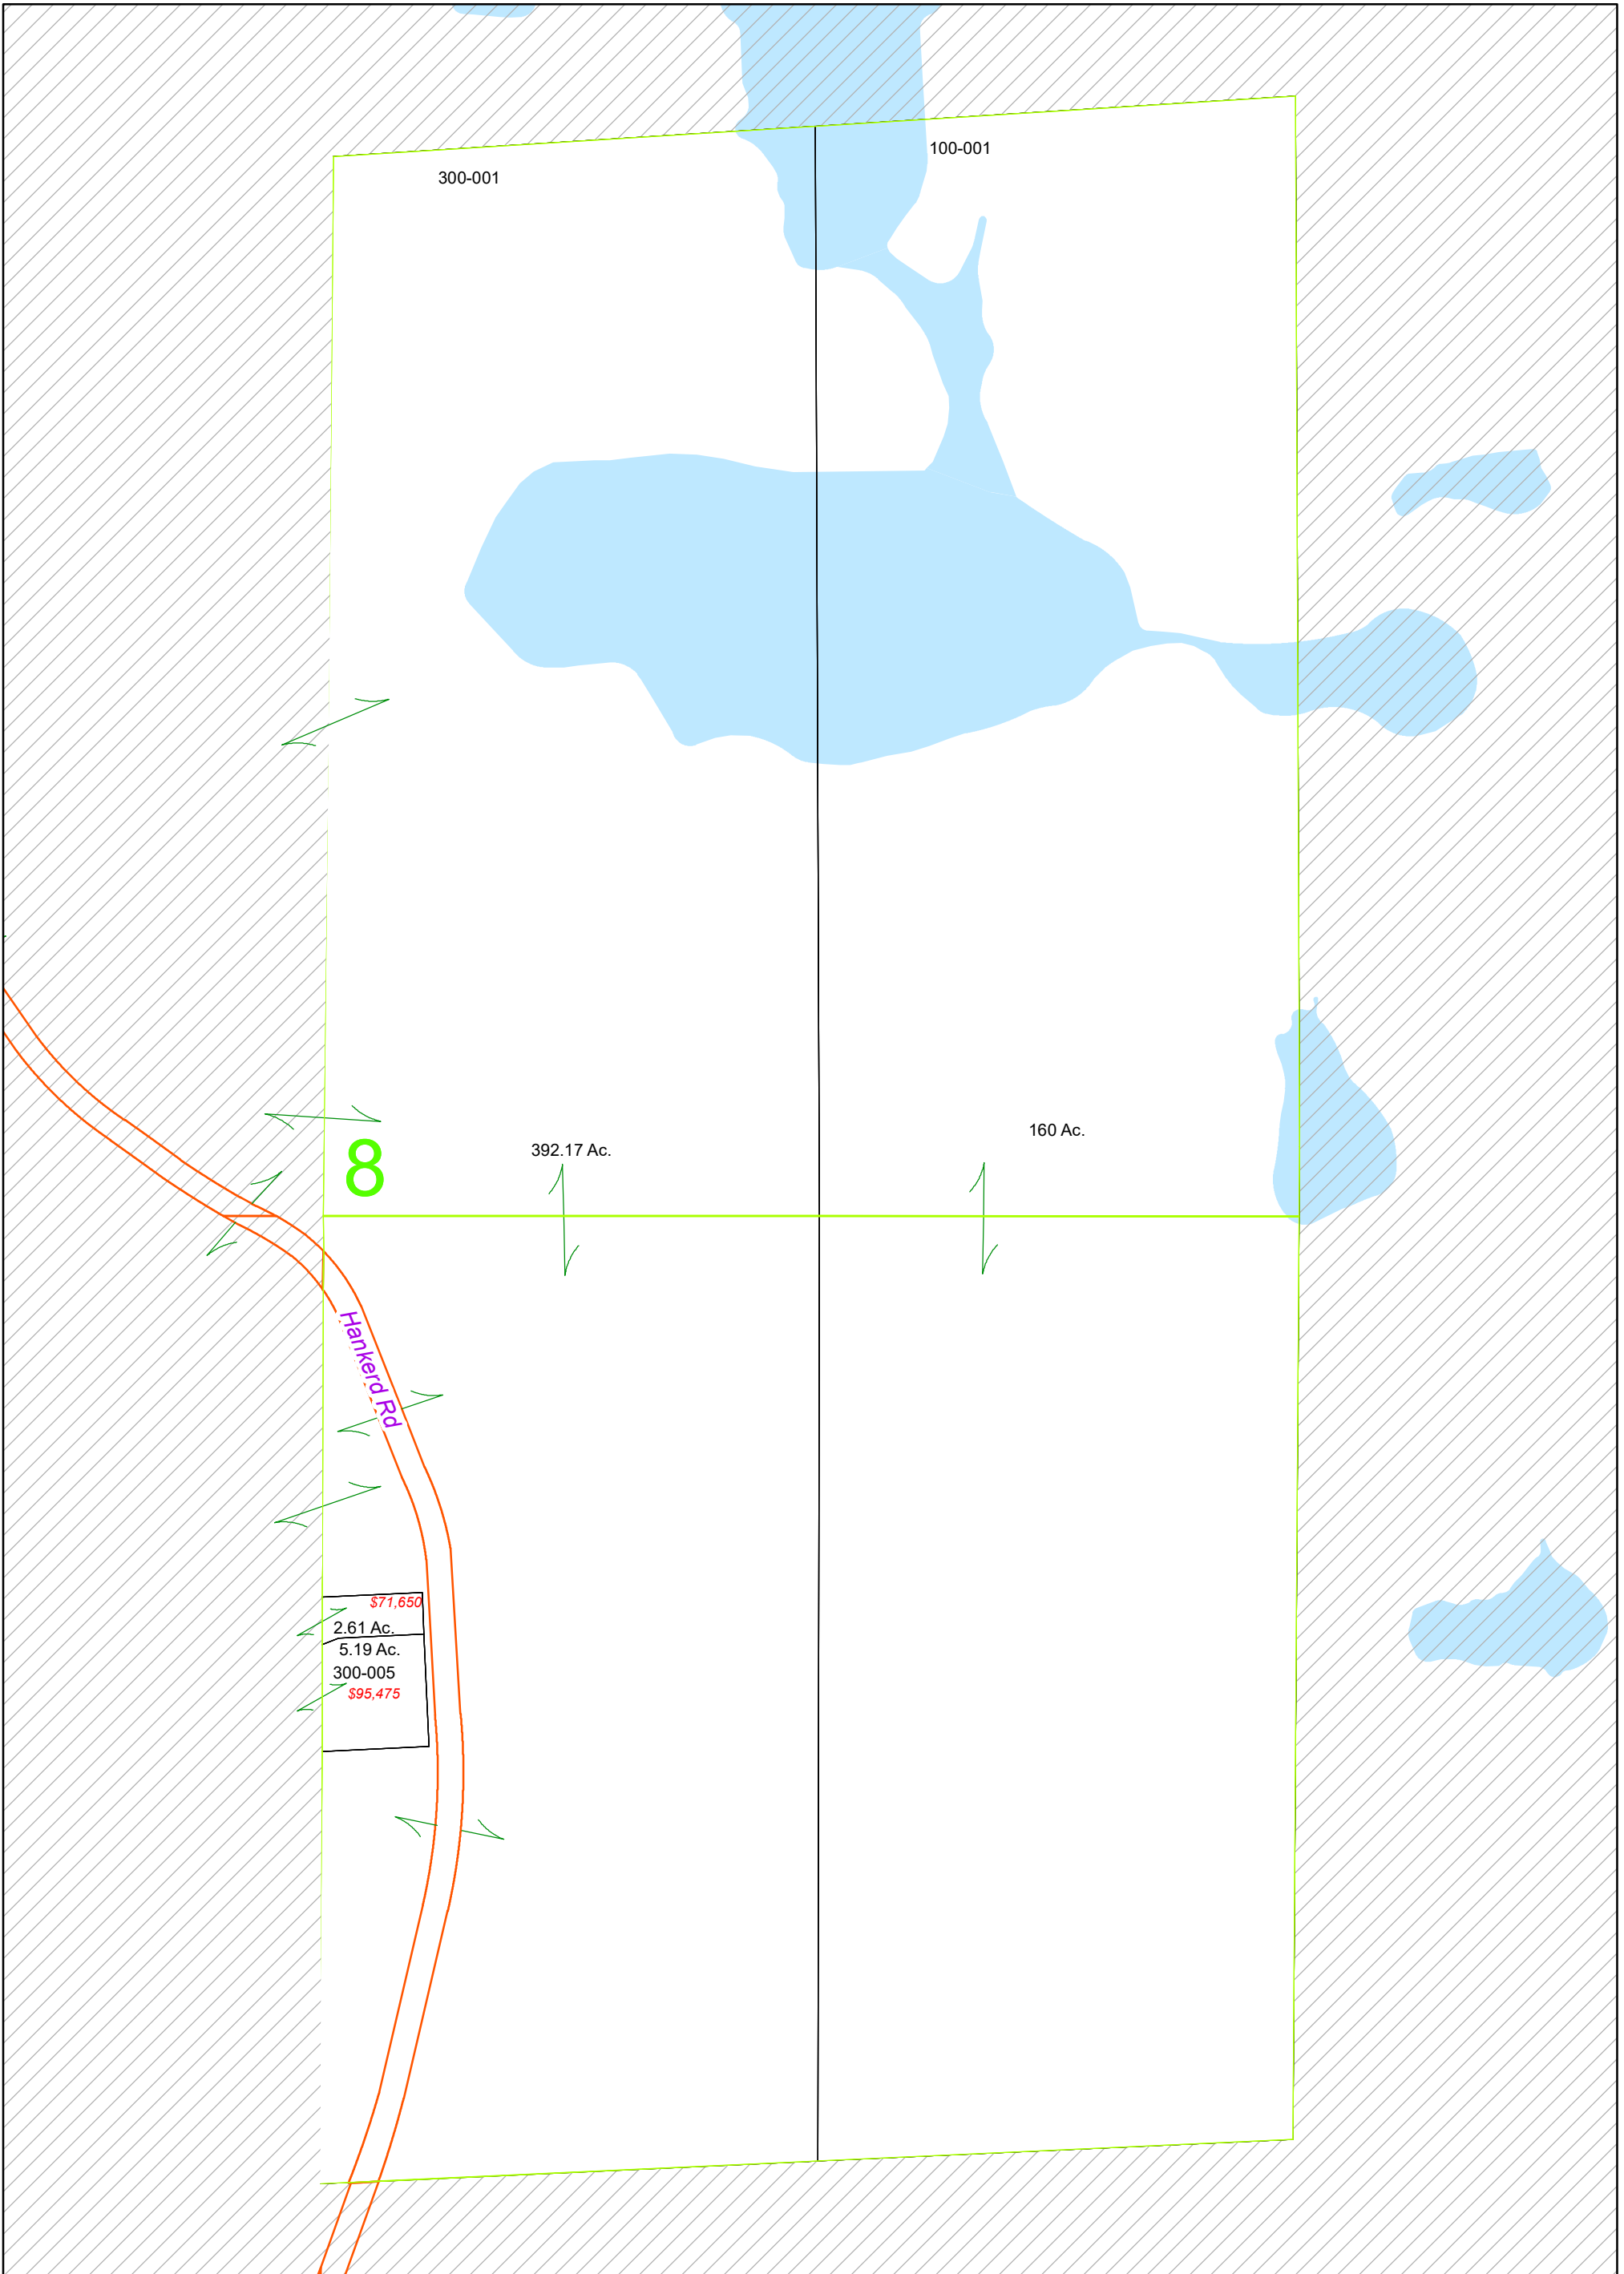 100-001
300-001
160 Ac.
392.17 Ac.
8
Hankerd Rd
$71,650
2.61 Ac.
5.19 Ac.
300-005
$95,475